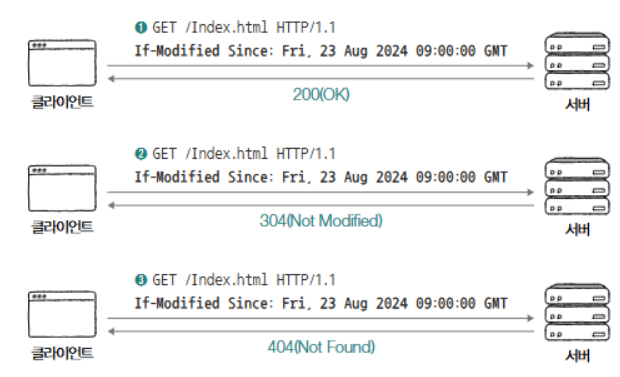 ❶ GET /Index.html HTTP/1.1
If-Modified Since: Fri, 23 Aug 2024 09:00:00 GMT
200(OK)
클라이언트
서버
❷ GET /Index.html HTTP/1.1
If-Modified Since: Fri, 23 Aug 2024 09:00:00 GMT
304(Not Modified)
클라이언트
서버
❸ GET /Index.html HTTP/1.1
If-Modified Since: Fri, 23 Aug 2024 09:00:00 GMT
404(Not Found)
클라이언트
서버